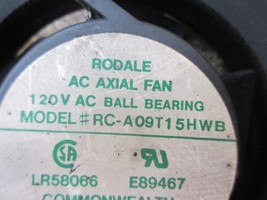 RODALE
AC AXIAL FAN
120V AC BALL BEARING
MODEL # RC-A09T15HWB
LR58066 E89467
COMMONWEALTH